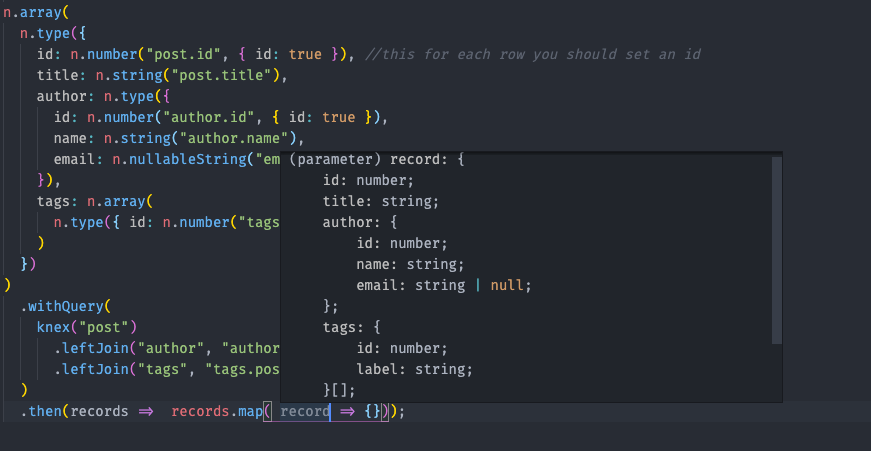 n.array(
n.type({
id: n.number("post.id", { id: true }), //this for each row you should set an id
title: n.string("post.title"),
author: n.type({
id: n.number("author.id", { id: true }),
name: n.string("author.name"),
email: n.nullableString("em
}),
tags: n.array(
n.type({ id: n.number("tags
)
})
)
.withQuery(
knex("post")
.leftJoin("author", "author
.leftJoin("tags", "tags.pos
)
.then(records => records.map( record => {}));
(parameter) record: {
id: number;
title: string;
author: {
id: number;
name: string;
email: string | null;
};
tags: {
id: number;
label: string;
}[];